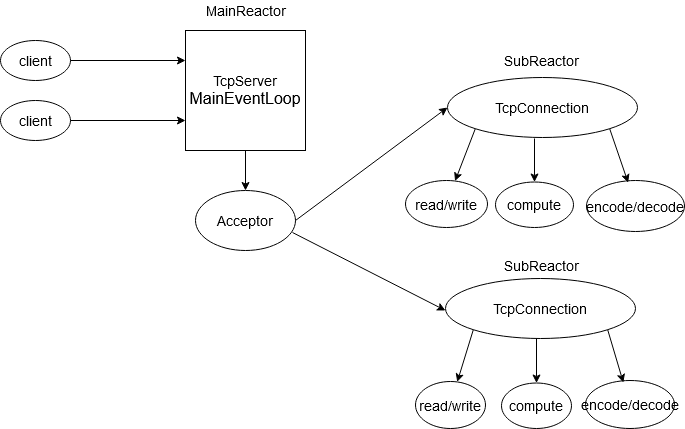 MainReactor
client
client
TcpServer
MainEventLoop
Acceptor
SubReactor
TcpConnection
read/write
compute
encode/decode
SubReactor
TcpConnection
read/write
compute
encode/decode